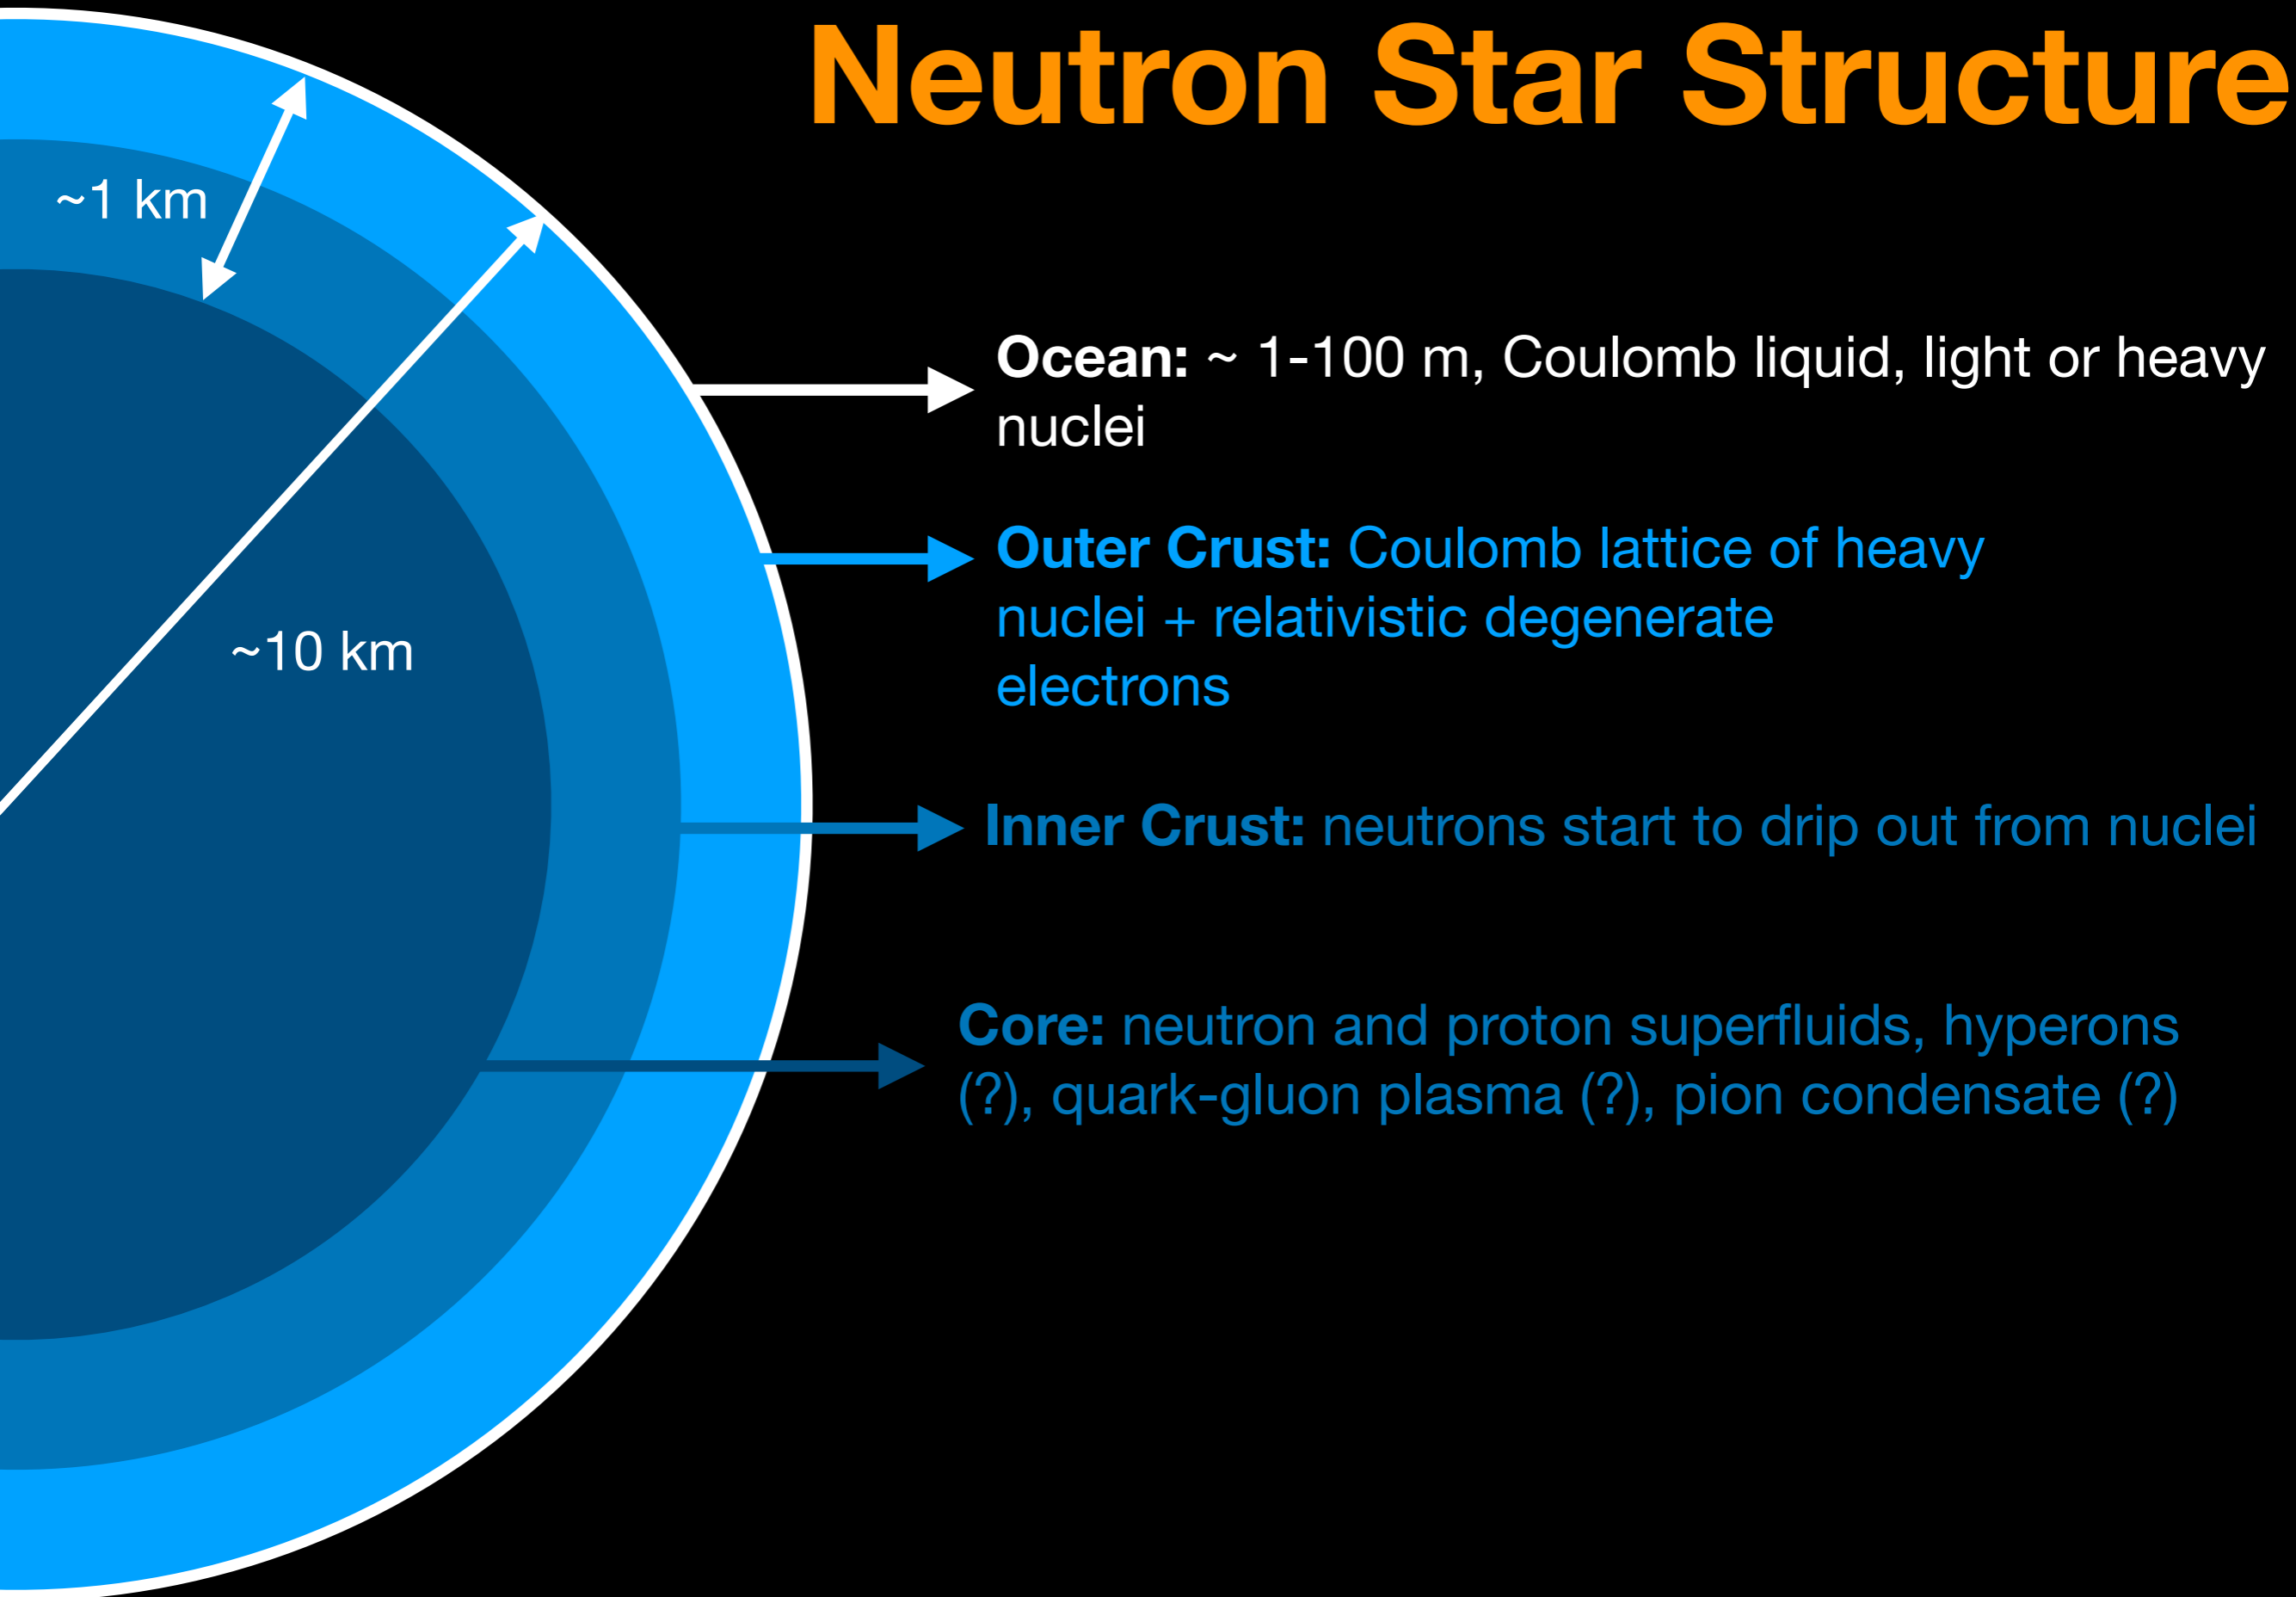 Neutron Star Structure
~1 km
Ocean: ~ 1-100 m, Coulomb liquid, light or heavy
nuclei
Outer Crust: Coulomb lattice of heavy
nuclei + relativistic degenerate
electrons
~10 km
Inner Crust: neutrons start to drip out from nuclei
Core: neutron and proton superfluids, hyperons
(?), quark-gluon plasma (?), pion condensate (?)